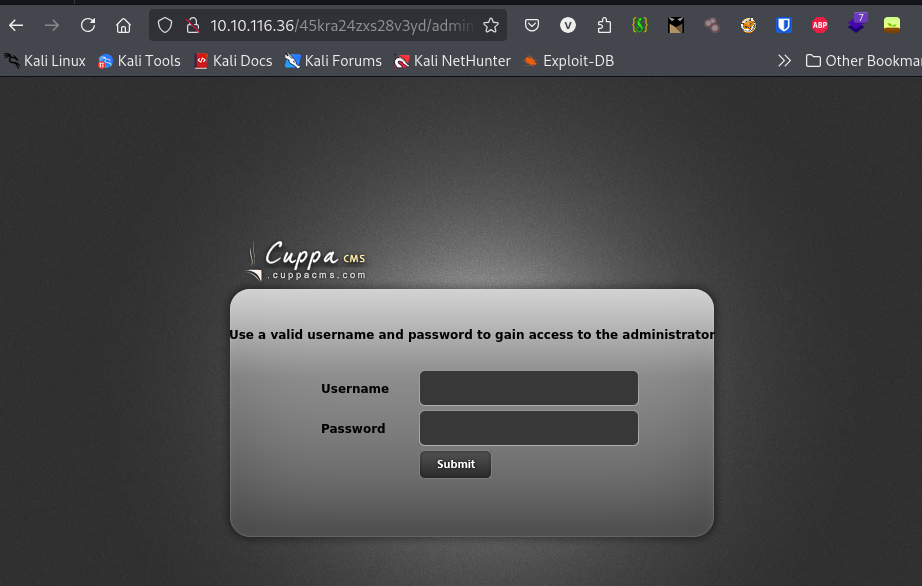 10.10.116.36/45kra24zxs28v3yd/admin
V
ABP
7
Kali Linux
Kali Tools
Kali Docs
Kali Forums
Kali NetHunter
Exploit-DB
Other Bookma
Cuppa CMS
.cuppacms.com
Use a valid username and password to gain access to the administrator
Username
Password
Submit